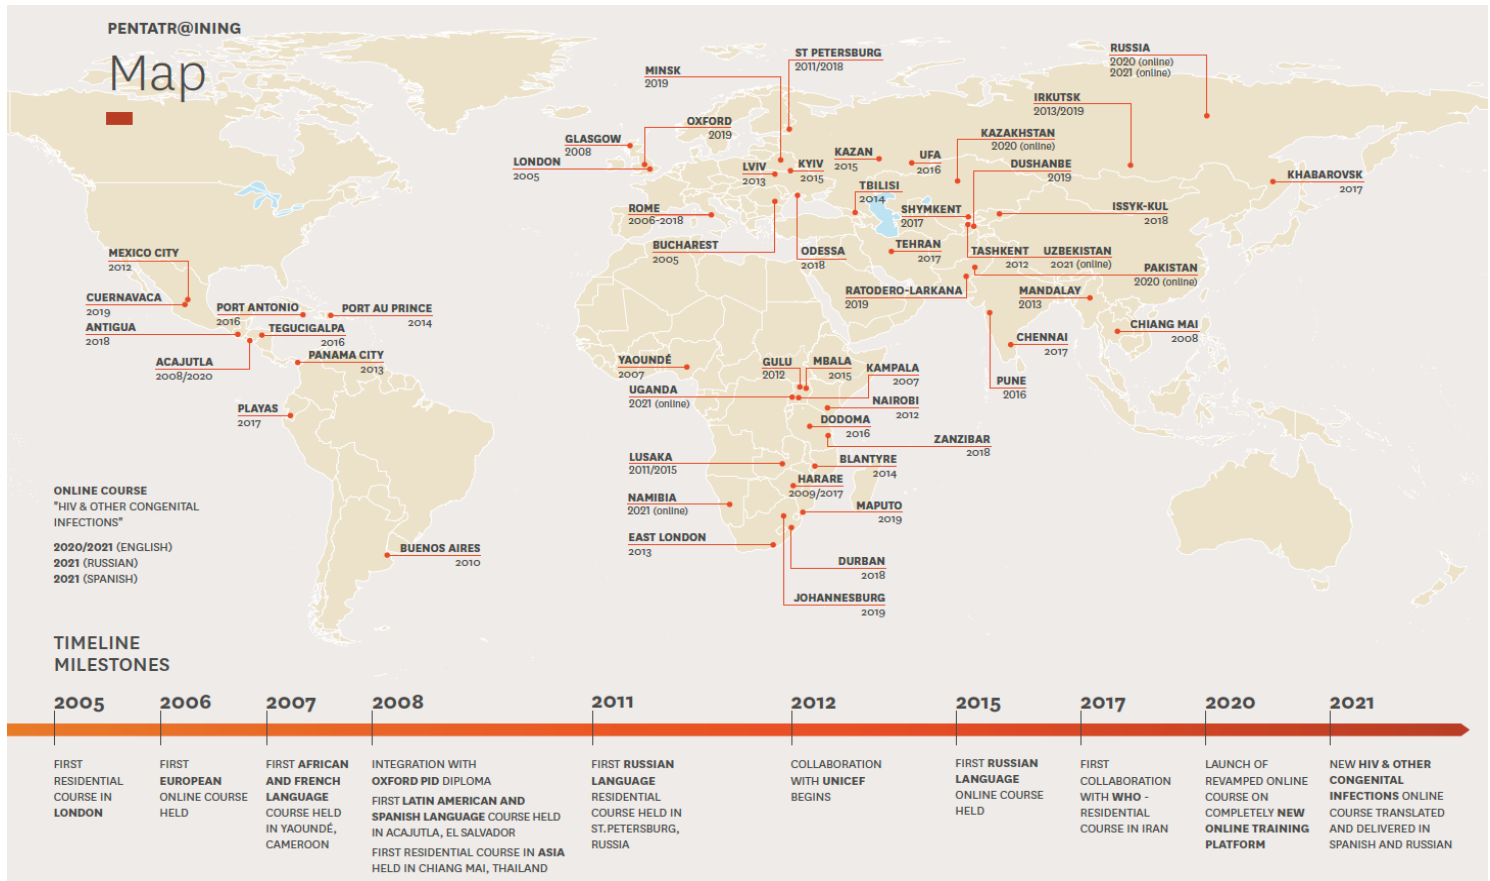 PENTATR@INING
Map
ST PETERSBURG
2011/2018
RUSSIA
2020 (online)
2021 (online)
MINSK
2019
IRKUTSK
2013/2019
OXFORD
2019
GLASGOW
2008
KAZAKHSTAN
2020 (online)
LONDON
2005
LVIV
2013
KYIV
2015
KAZAN
2015
UFA
2016
DUSHANBE
2019
KHABAROVSK
2017
TBILISI
2014
ROME
2006-2018
SHYMKENT
2017
ISSYK-KUL
2018
BUCHAREST
2005
ODESSA
2018
TEHRAN
2017
TASHKENT
2012
UZBEKISTAN
2021 (online)
PAKISTAN
2020 (online)
MEXICO CITY
2012
CUERNAVACA
2019
PORT ANTONIO
2016
PORT AU PRINCE
2014
RATODERO-LARKANA
2019
MANDALAY
2013
ANTIGUA
2018
TEGUCIGALPA
2016
CHIANG MAI
2008
CHENNAI
2017
ACAJUTLA
2008/2020
PANAMA CITY
2013
YAOUNDÉ
2007
GULU
2012
MBALA
2015
KAMPALA
2007
PUNE
2016
UGANDA
2021 (online)
NAIROBI
2012
PLAYAS
2017
DODOMA
2016
ZANZIBAR
2018
LUSAKA
2011/2015
BLANTYRE
2014
HARARE
2009/2017
NAMIBIA
2021 (online)
MAPUTO
2019
EAST LONDON
2013
BUENOS AIRES
2010
DURBAN
2018
JOHANNESBURG
2019
ONLINE COURSE
"HIV & OTHER CONGENITAL
INFECTIONS"
2020/2021 (ENGLISH)
2021 (RUSSIAN)
2021 (SPANISH)
TIMELINE
MILESTONES
2005
FIRST
RESIDENTIAL
COURSE IN
LONDON
2006
FIRST
EUROPEAN
ONLINE COURSE
HELD
2007
FIRST AFRICAN
AND FRENCH
LANGUAGE
COURSE HELD
IN YAOUNDÉ,
CAMEROON
2008
INTEGRATION WITH
OXFORD PID DIPLOMA
FIRST LATIN AMERICAN AND
SPANISH LANGUAGE COURSE HELD
IN ACAJUTLA, EL SALVADOR
FIRST RESIDENTIAL COURSE IN ASIA
HELD IN CHIANG MAI, THAILAND
2011
FIRST RUSSIAN
LANGUAGE
RESIDENTIAL
COURSE HELD IN
ST.PETERSBURG,
RUSSIA
2012
COLLABORATION
WITH UNICEF
BEGINS
2015
FIRST RUSSIAN
LANGUAGE
ONLINE COURSE
HELD
2017
FIRST
COLLABORATION
WITH WHO -
RESIDENTIAL
COURSE IN IRAN
2020
LAUNCH OF
REVAMPED ONLINE
COURSE ON
COMPLETELY NEW
ONLINE TRAINING
PLATFORM
2021
NEW HIV & OTHER
CONGENITAL
INFECTIONS ONLINE
COURSE TRANSLATED
AND DELIVERED IN
SPANISH AND RUSSIAN